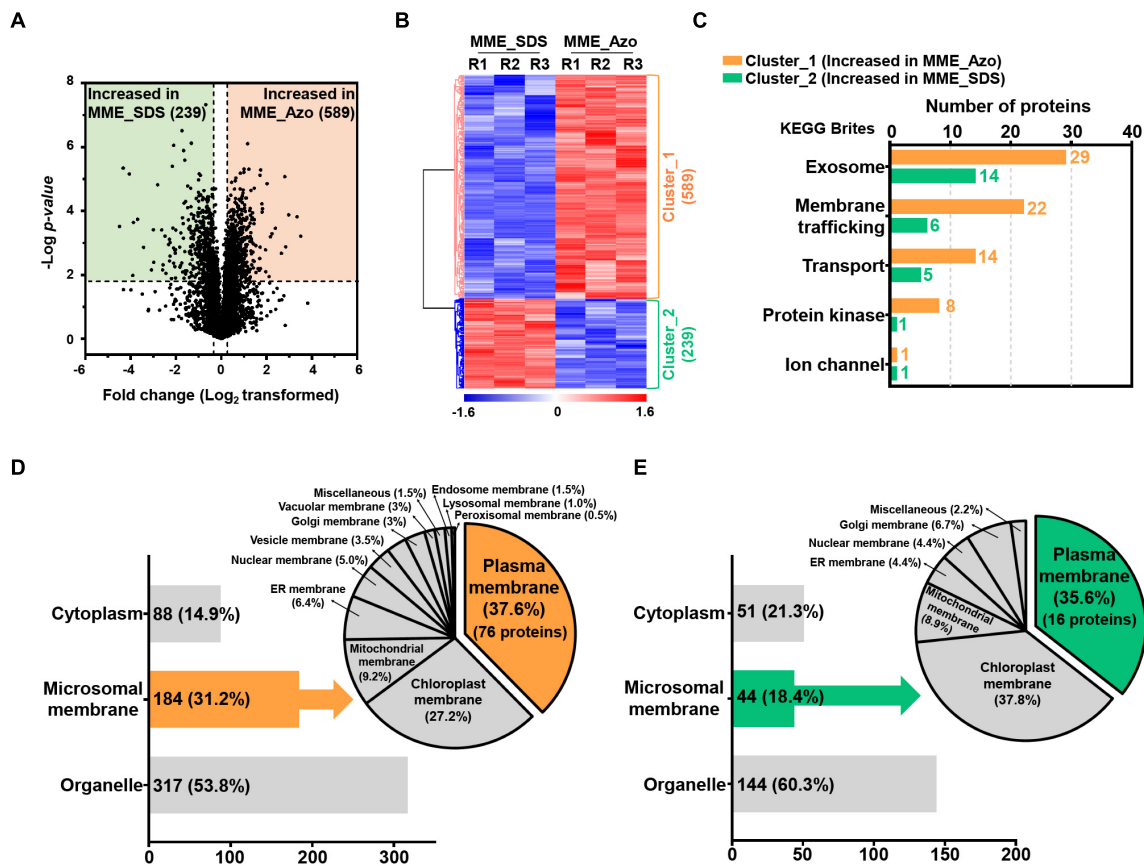 A
8
6
4
2
0
-Log p-value
Increased in
MME_SDS (239)
Increased in
MME_Azo (589)
-6
-4
-2
0
2
4
6
Fold change (Log2 transformed)
B
MME_SDS MME_Azo
R1 R2 R3 R1 R2 R3
Cluster_1
(589)
Cluster_2
(239)
-1.6 0 1.6
C
Cluster_1 (Increased in MME_Azo)
Cluster_2 (Increased in MME_SDS)
Number of proteins
KEGG Brites
0 10 20 30 40
Exosome
29
14
Membrane
trafficking
22
6
Transport
14
5
Protein kinase
8
1
Ion channel
1
1
D
Cytoplasm
88 (14.9%)
Microsomal
membrane
184 (31.2%)
Organelle
317 (53.8%)
0 100 200 300
Miscellaneous (1.5%)
Vacuolar membrane (3%)
Golgi membrane (3%)
Vesicle membrane (3.5%)
Nuclear membrane (5.0%)
ER membrane
(6.4%)
Mitochondrial
membrane
(9.2%)
Chloroplast
membrane
(27.2%)
Endosome membrane (1.5%)
Lysosomal membrane (1.0%)
Peroxisomal membrane (0.5%)
Plasma
membrane
(37.6%)
(76 proteins)
E
Cytoplasm
51 (21.3%)
Microsomal
membrane
44 (18.4%)
Organelle
144 (60.3%)
0 50 100 150 200
Miscellaneous (2.2%)
Golgi membrane (6.7%)
Nuclear membrane (4.4%)
ER membrane (4.4%)
Mitochondrial
membrane
(8.9%)
Chloroplast
membrane
(37.8%)
Plasma
membrane
(35.6%)
(16 proteins)